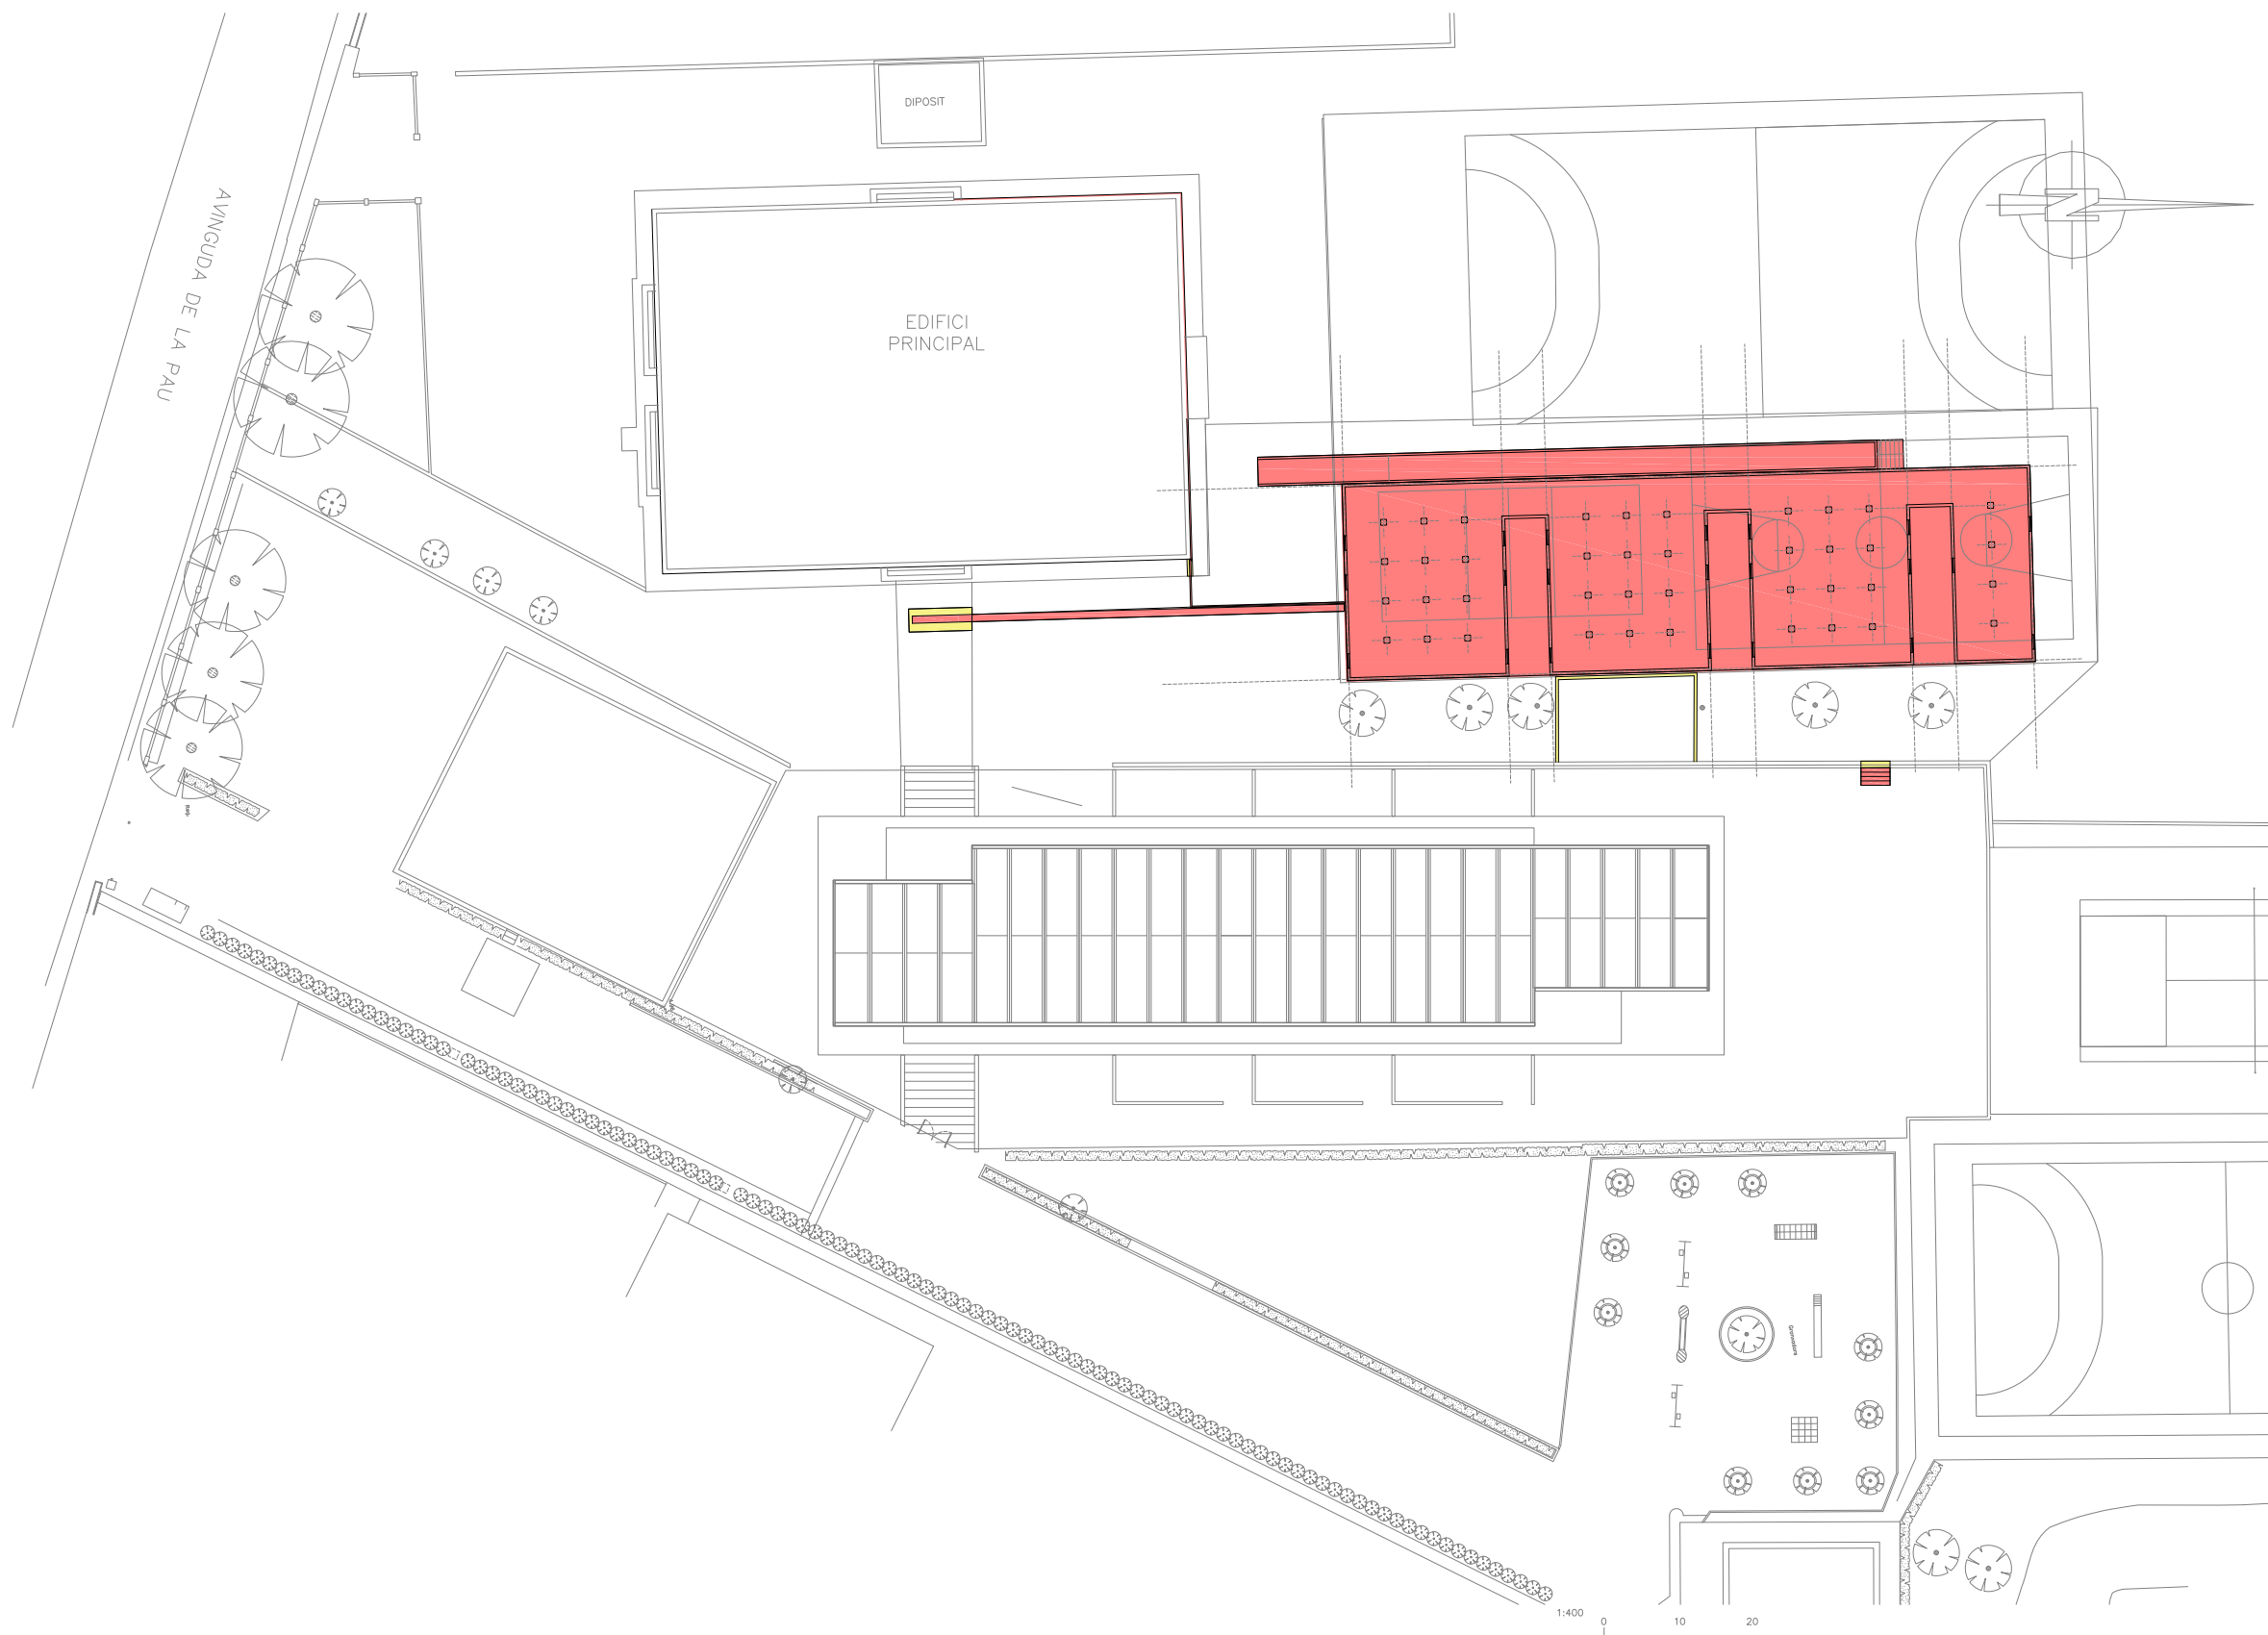 DIPOSIT
N
AVINGUDA DE LA PAU
EDIFICI
PRINCIPAL
1:400
0
10
20